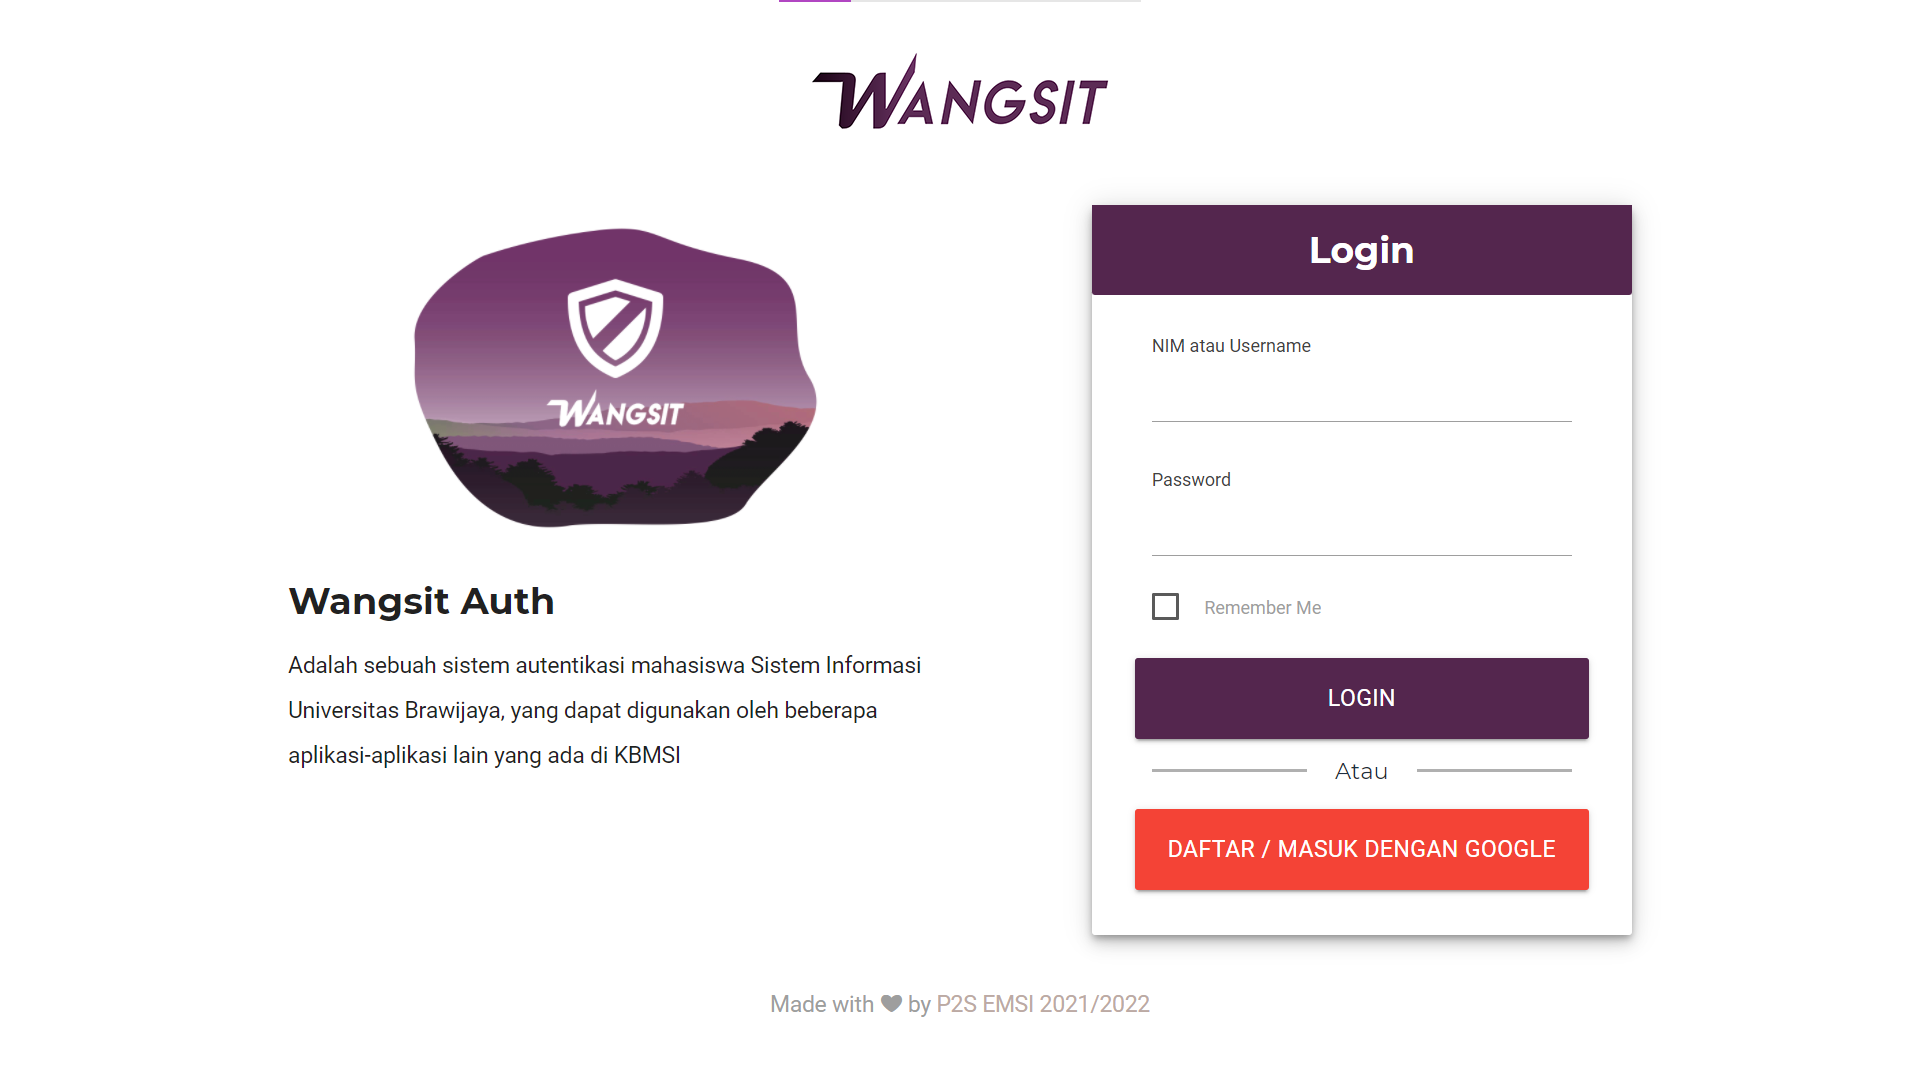 WANGSIT
WANGSIT
Wangsit Auth
Adalah sebuah sistem autentikasi mahasiswa Sistem Informasi
Universitas Brawijaya, yang dapat digunakan oleh beberapa
aplikasi-aplikasi lain yang ada di KBMSI
Login
NIM atau Username
Password
Remember Me
LOGIN
Atau
DAFTAR / MASUK DENGAN GOOGLE
Made with ♥ by P2S EMSI 2021/2022